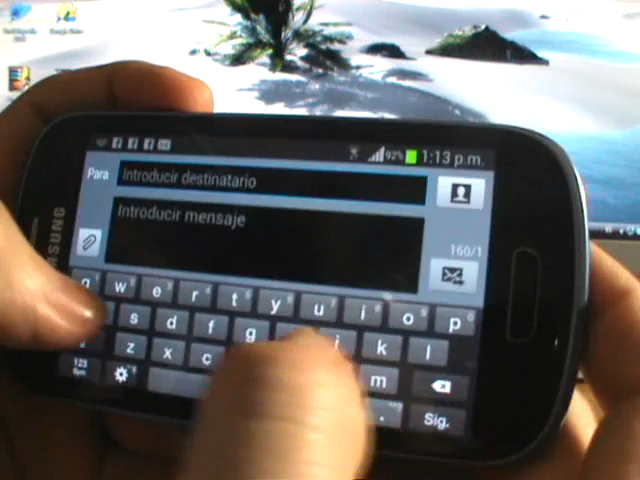 92% 1:13 p.m.
Para Introducir destinatario
Introducir mensaje
160/1
SAMSUNG
q w e r t y u i o p
s d f g j k l
z x c m
123
Sym
. Sig.